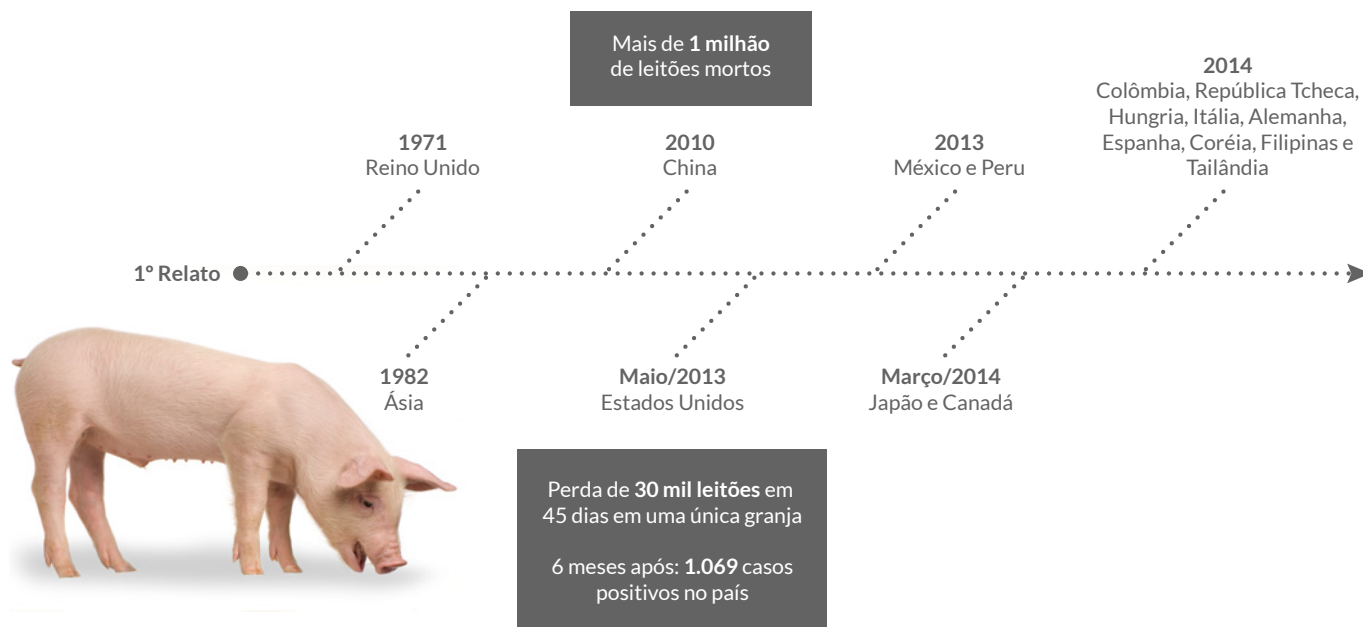 Mais de 1 milhão
de leitões mortos
2014
Colômbia, República Tcheca,
Hungria, Itália, Alemanha,
Espanha, Coréia, Filipinas e
Tailândia
1971
Reino Unido
2010
China
2013
México e Peru
1º Relato
1982
Ásia
Maio/2013
Estados Unidos
Março/2014
Japão e Canadá
Perda de 30 mil leitões em
45 dias em uma única granja
6 meses após: 1.069 casos
positivos no país